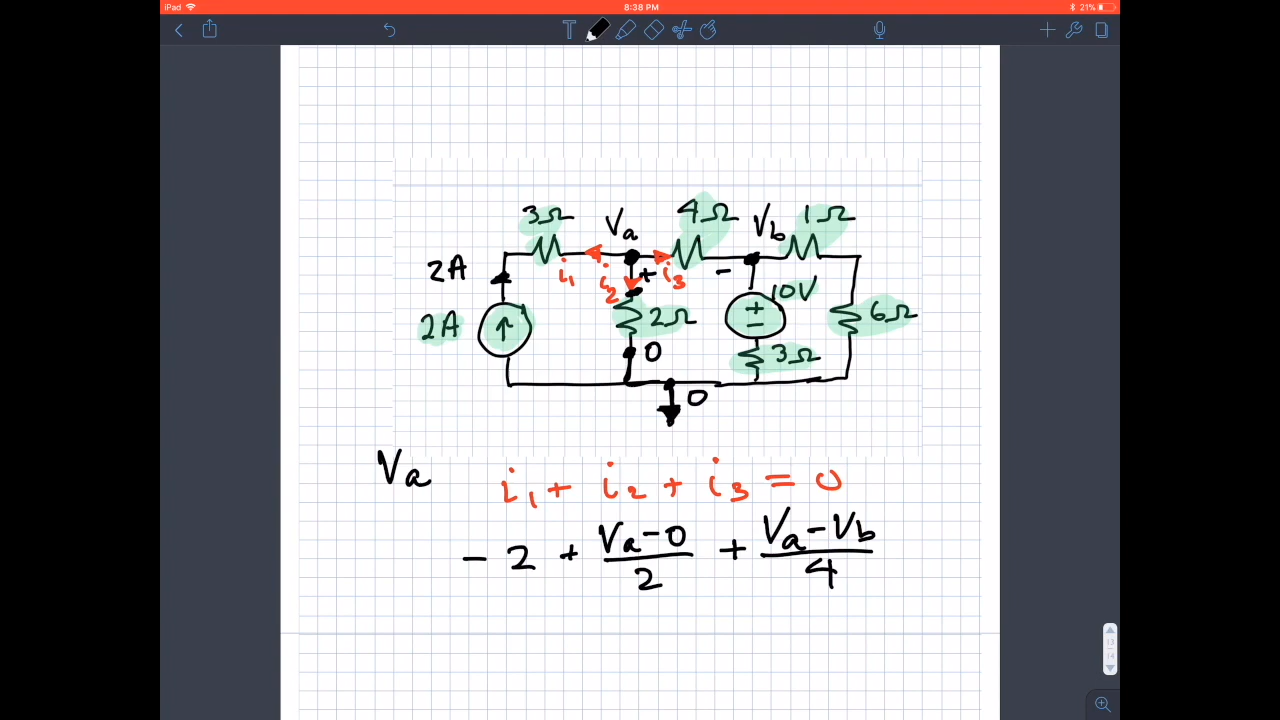 iPad 8:38 PM 21%
T
3Ω Va 4Ω Vb 1Ω
2A i1 i2 + i3 -
2A 2Ω + - 10V 6Ω
0 3Ω
0
Va i1 + i2 + i3 = 0
- 2 + Va-0/2 + Va-Vb/4